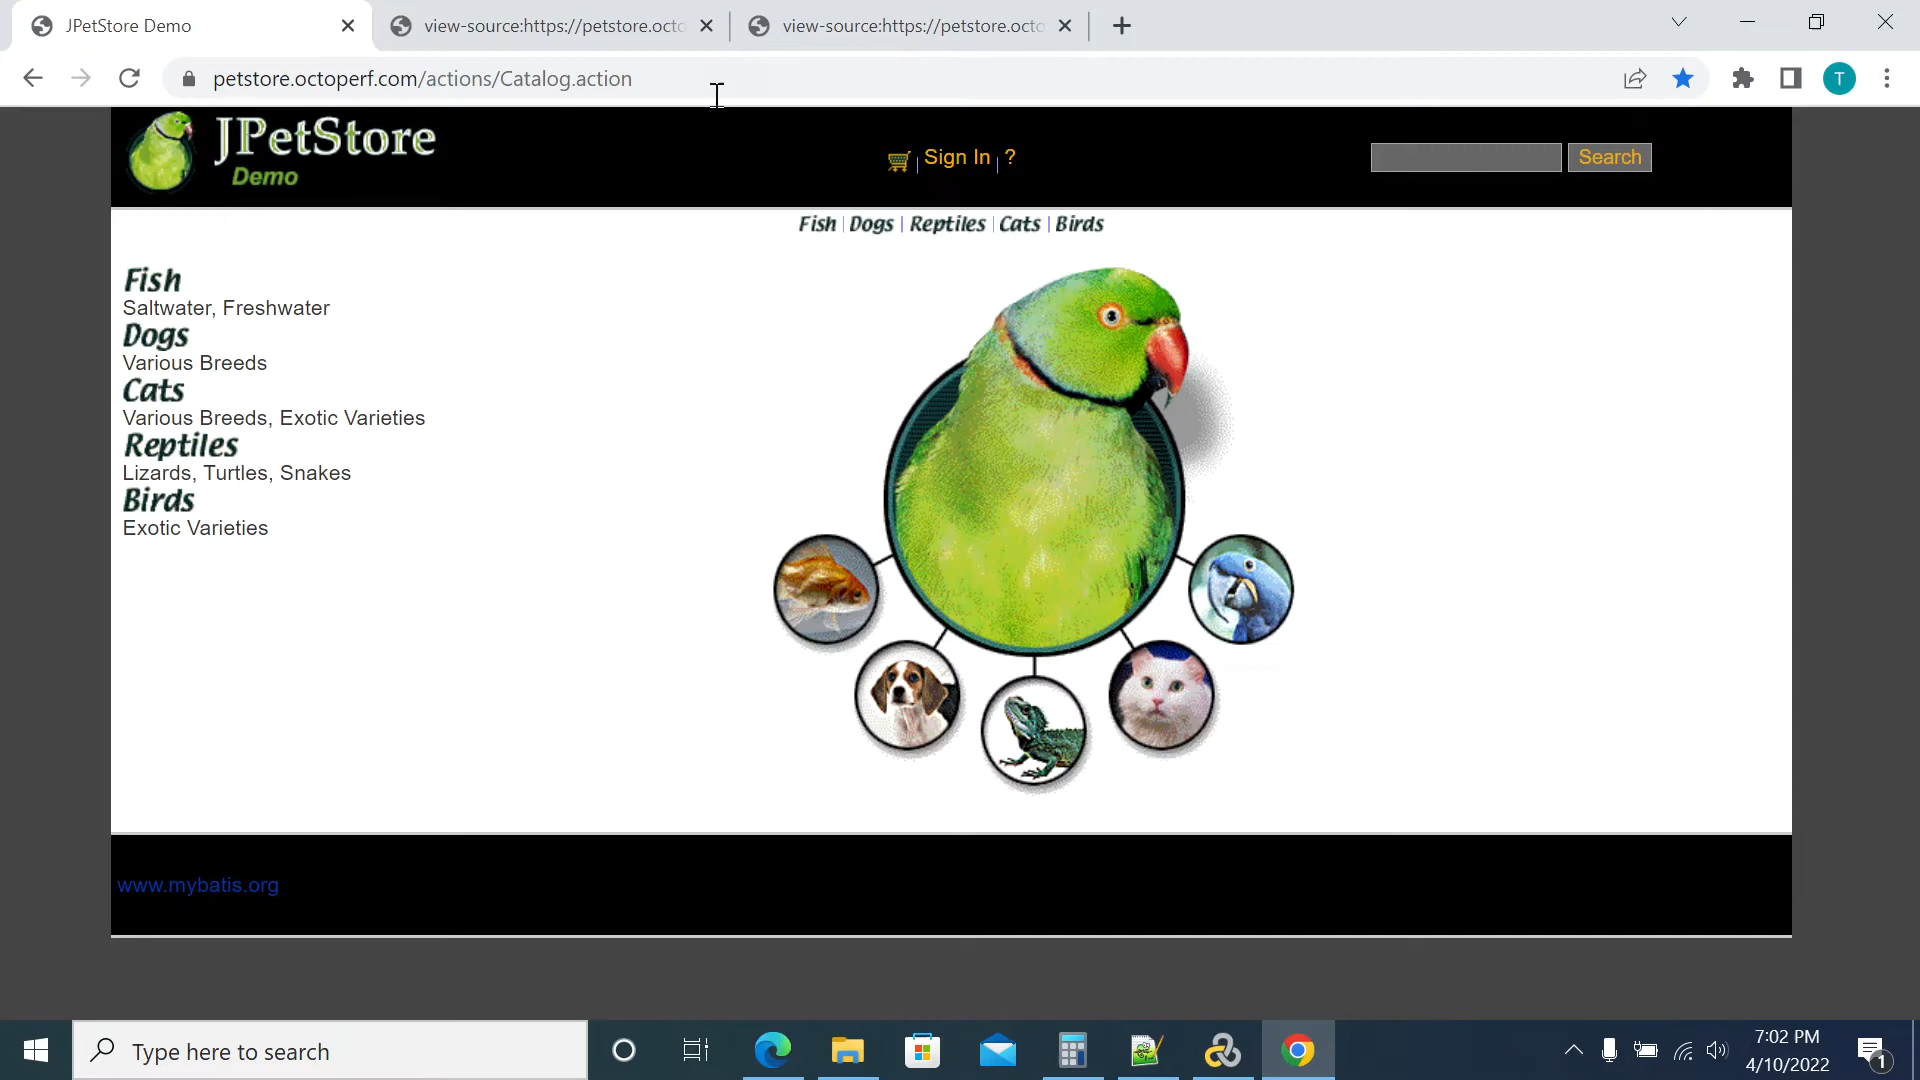 JPetStore Demo
view-source:https://petstore.octo
view-source:https://petstore.octo
petstore.octoperf.com/actions/Catalog.action
T
JPetStore
Demo
Sign In
?
Search
Fish
Dogs
Reptiles
Cats
Birds
Fish
Saltwater, Freshwater
Dogs
Various Breeds
Cats
Various Breeds, Exotic Varieties
Reptiles
Lizards, Turtles, Snakes
Birds
Exotic Varieties
www.mybatis.org
Type here to search
7:02 PM
4/10/2022
1